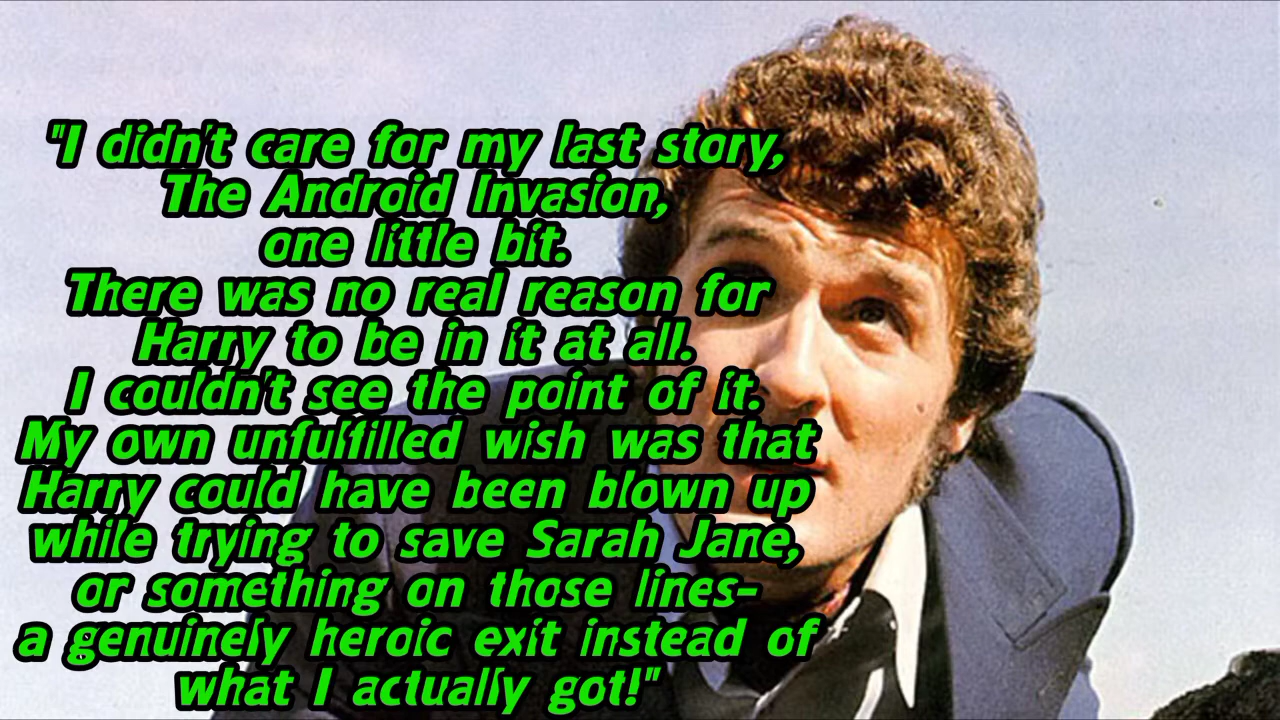 "I didn't care for my last story,
The Android Invasion,
one little bit.
There was no real reason for
Harry to be in it at all.
I couldn't see the point of it.
My own unfulfilled wish was that
Harry could have been blown up
while trying to save Sarah Jane,
or something on those lines-
a genuinely heroic exit instead of
what I actually got!"